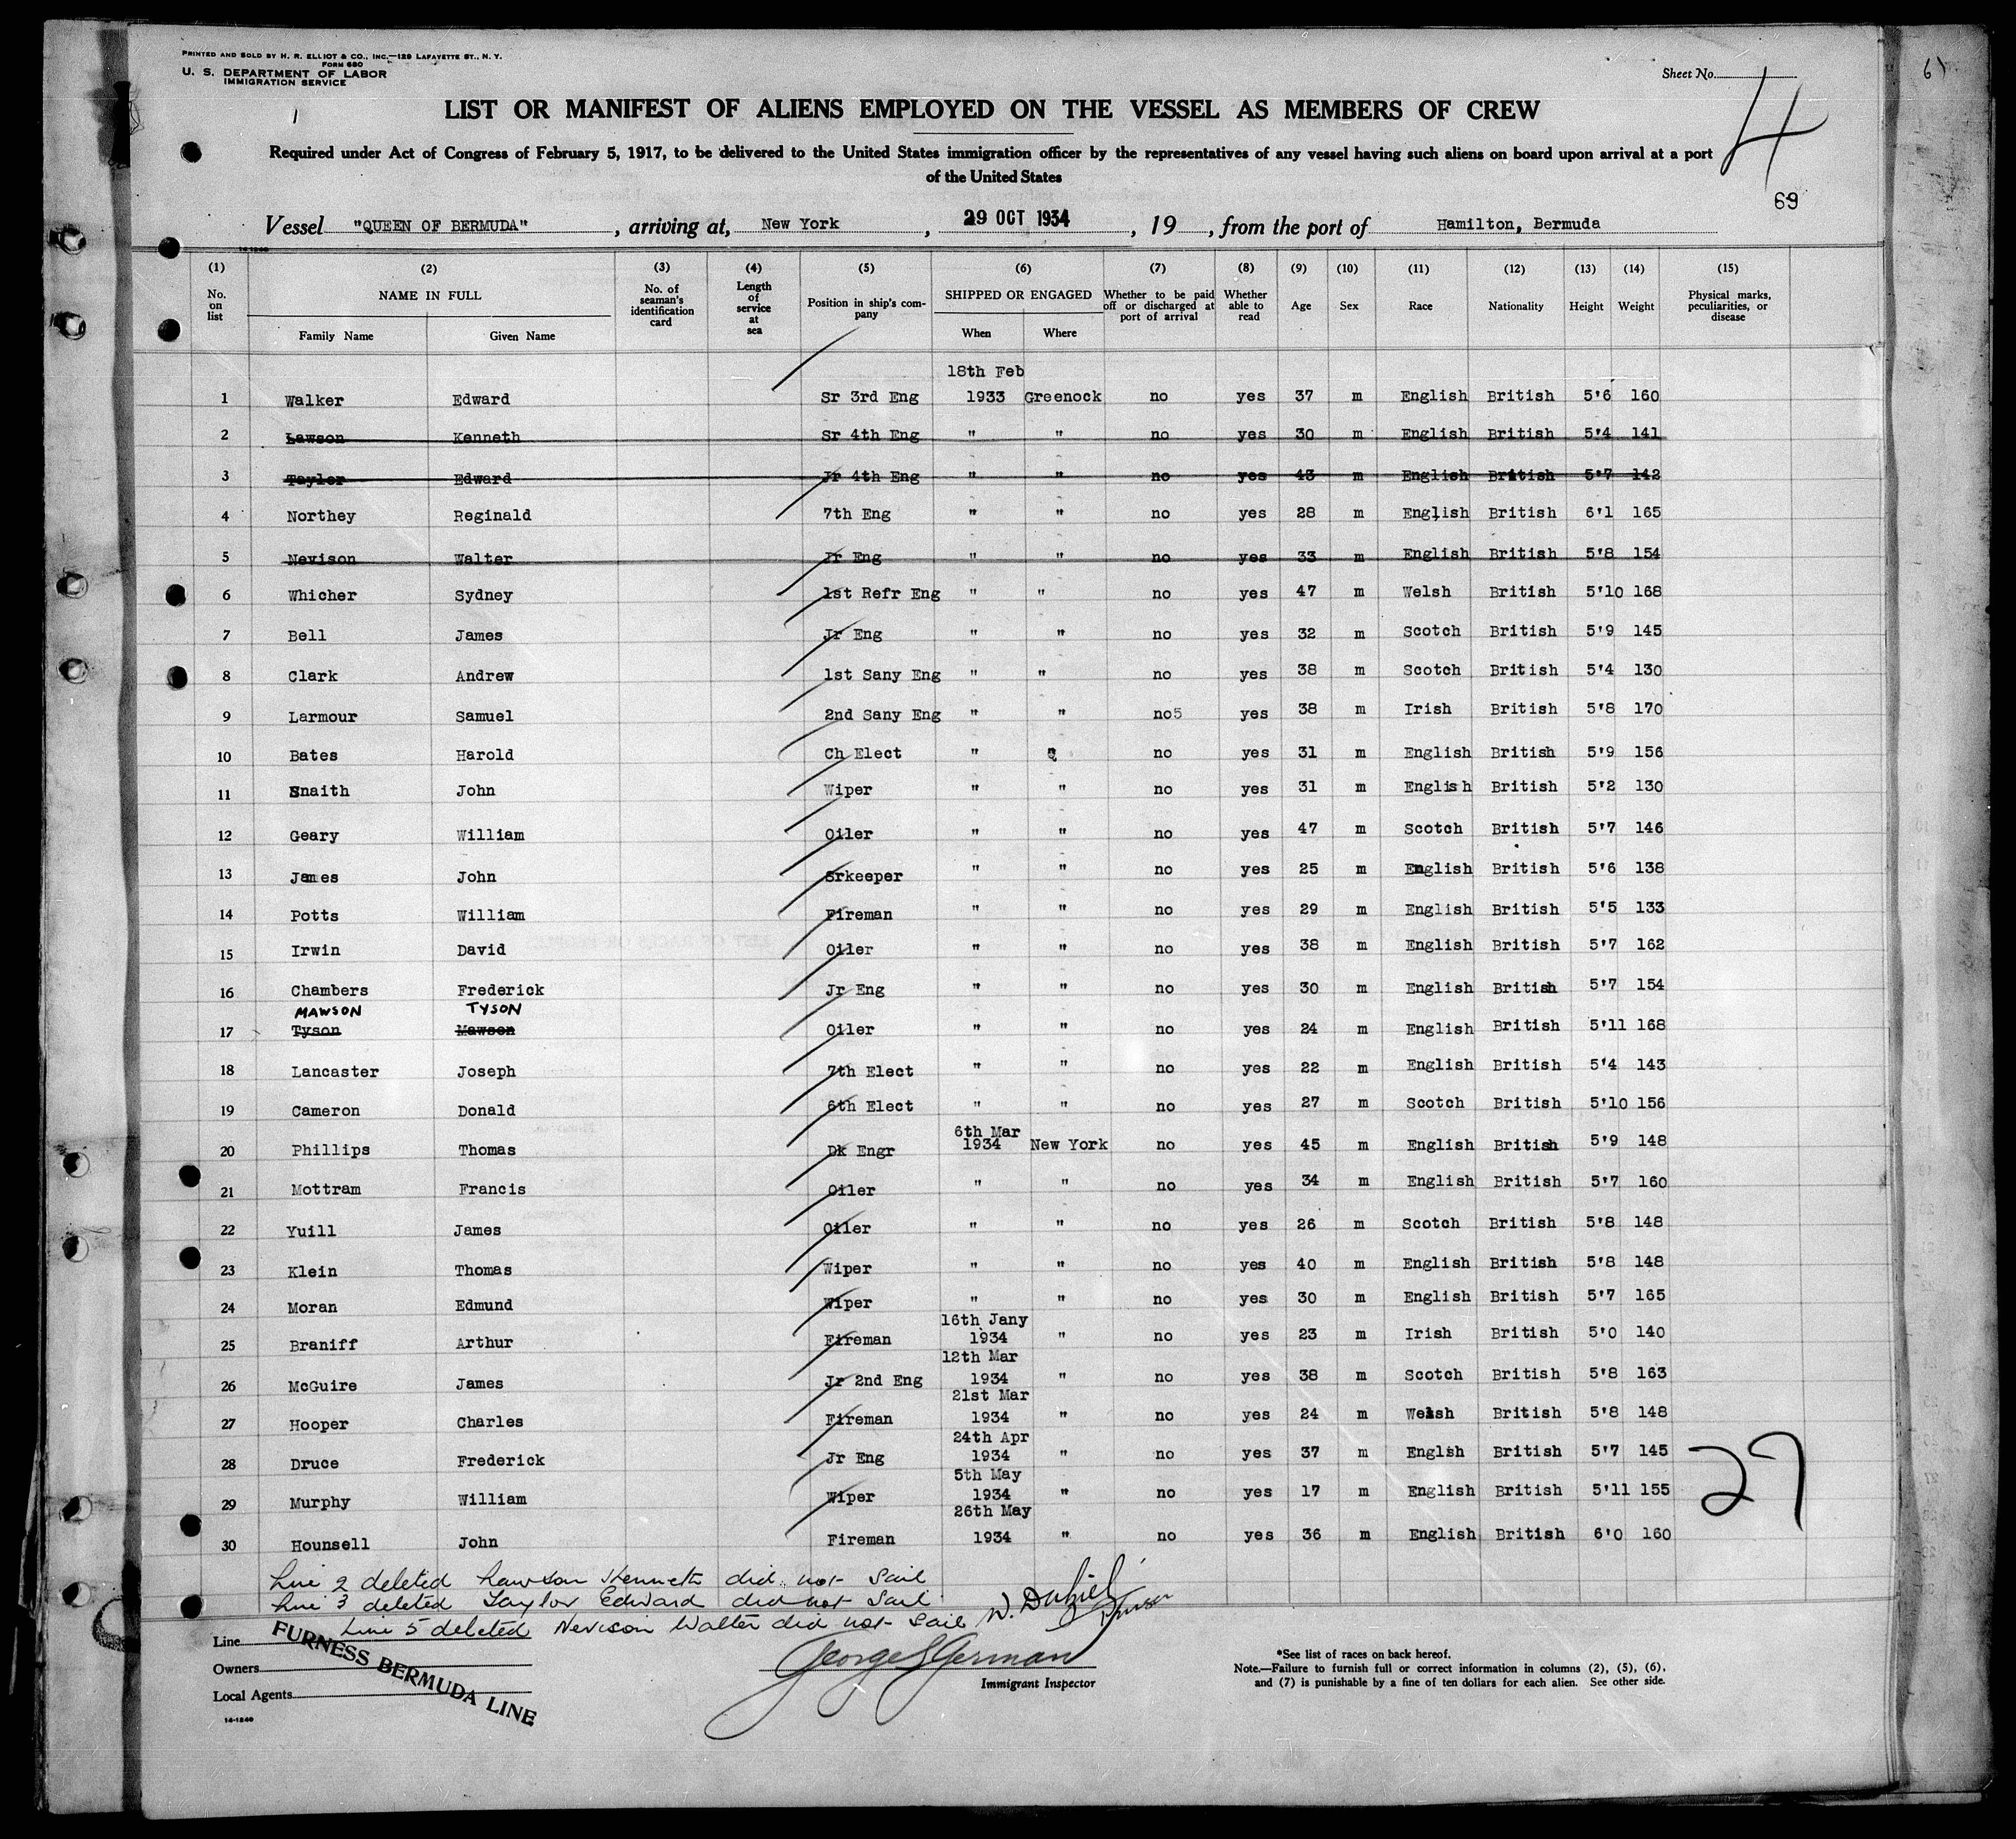 PRINTED AND SOLD BY H. R. ELLIOT & CO., INC.—129 LAFAYETTE ST., N. Y.
FORM 680
U. S. DEPARTMENT OF LABOR
IMMIGRATION SERVICE
Sheet No. 4
LIST OR MANIFEST OF ALIENS EMPLOYED ON THE VESSEL AS MEMBERS OF CREW
Required under Act of Congress of February 5, 1917, to be delivered to the United States immigration officer by the representatives of any vessel having such aliens on board upon arrival at a port
of the United States
69
Vessel "QUEEN OF BERMUDA", arriving at, New York, 29 OCT 1934, 19 , from the port of Hamilton, Bermuda
14-1240
(1) (2) (3) (4) (5) (6) (7) (8) (9) (10) (11) (12) (13) (14) (15)
No. on list NAME IN FULL Family Name Given Name No. of seaman's identification card Length of service at sea Position in ship's company SHIPPED OR ENGAGED When Where Whether to be paid off or discharged at port of arrival Whether able to read Age Sex Race Nationality Height Weight Physical marks, peculiarities, or disease
18th Feb
1 Walker Edward Sr 3rd Eng 1933 Greenock no yes 37 m English British 5'6 160
2 Lawson Kenneth Sr 4th Eng " " no yes 30 m English British 5'4 141
3 Taylor Edward Jr 4th Eng " " no yes 43 m English British 5'7 142
4 Northey Reginald 7th Eng " " no yes 28 m English British 6'1 165
5 Nevison Walter Jr Eng " " no yes 33 m English British 5'8 154
6 Whicher Sydney 1st Refr Eng " " no yes 47 m Welsh British 5'10 168
7 Bell James Jr Eng " " no yes 32 m Scotch British 5'9 145
8 Clark Andrew 1st Sany Eng " " no yes 38 m Scotch British 5'4 130
9 Larmour Samuel 2nd Sany Eng " " no5 yes 38 m Irish British 5'8 170
10 Bates Harold Ch Elect " " no yes 31 m English British 5'9 156
11 Snaith John Wiper " " no yes 31 m English British 5'2 130
12 Geary William Oiler " " no yes 47 m Scotch British 5'7 146
13 James John Srkeeper " " no yes 25 m English British 5'6 138
14 Potts William Fireman " " no yes 29 m English British 5'5 133
15 Irwin David Oiler " " no yes 38 m English British 5'7 162
16 Chambers Frederick Jr Eng " " no yes 30 m English British 5'7 154
MAWSON TYSON
17 Tyson Mawson Oiler " " no yes 24 m English British 5'11 168
18 Lancaster Joseph 7th Elect " " no yes 22 m English British 5'4 143
19 Cameron Donald 6th Elect " " no yes 27 m Scotch British 5'10 156
6th Mar
20 Phillips Thomas Dk Engr 1934 New York no yes 45 m English British 5'9 148
21 Mottram Francis Oiler " " no yes 34 m English British 5'7 160
22 Yuill James Oiler " " no yes 26 m Scotch British 5'8 148
23 Klein Thomas Wiper " " no yes 40 m English British 5'8 148
24 Moran Edmund Wiper " " no yes 30 m English British 5'7 165
16th Jany
25 Braniff Arthur Fireman 1934 " no yes 23 m Irish British 5'0 140
12th Mar
26 McGuire James Jr 2nd Eng 1934 " no yes 38 m Scotch British 5'8 163
21st Mar
27 Hooper Charles Fireman 1934 " no yes 24 m Welsh British 5'8 148
24th Apr
28 Druce Frederick Jr Eng 1934 " no yes 37 m Englsh British 5'7 145
5th May
29 Murphy William Wiper 1934 " no yes 17 m English British 5'11 155
26th May
30 Hounsell John Fireman 1934 " no yes 36 m English British 6'0 160
27
Line 2 deleted Lawson Kenneth did not sail
Line 3 deleted Taylor Edward did not sail
Line 5 deleted Nevison Walter did not sail
Line
Owners
Local Agents
FURNESS BERMUDA LINE
14-1240
George S German
Immigrant Inspector
*See list of races on back hereof.
Note.—Failure to furnish full or correct information in columns (2), (5), (6),
and (7) is punishable by a fine of ten dollars for each alien. See other side.